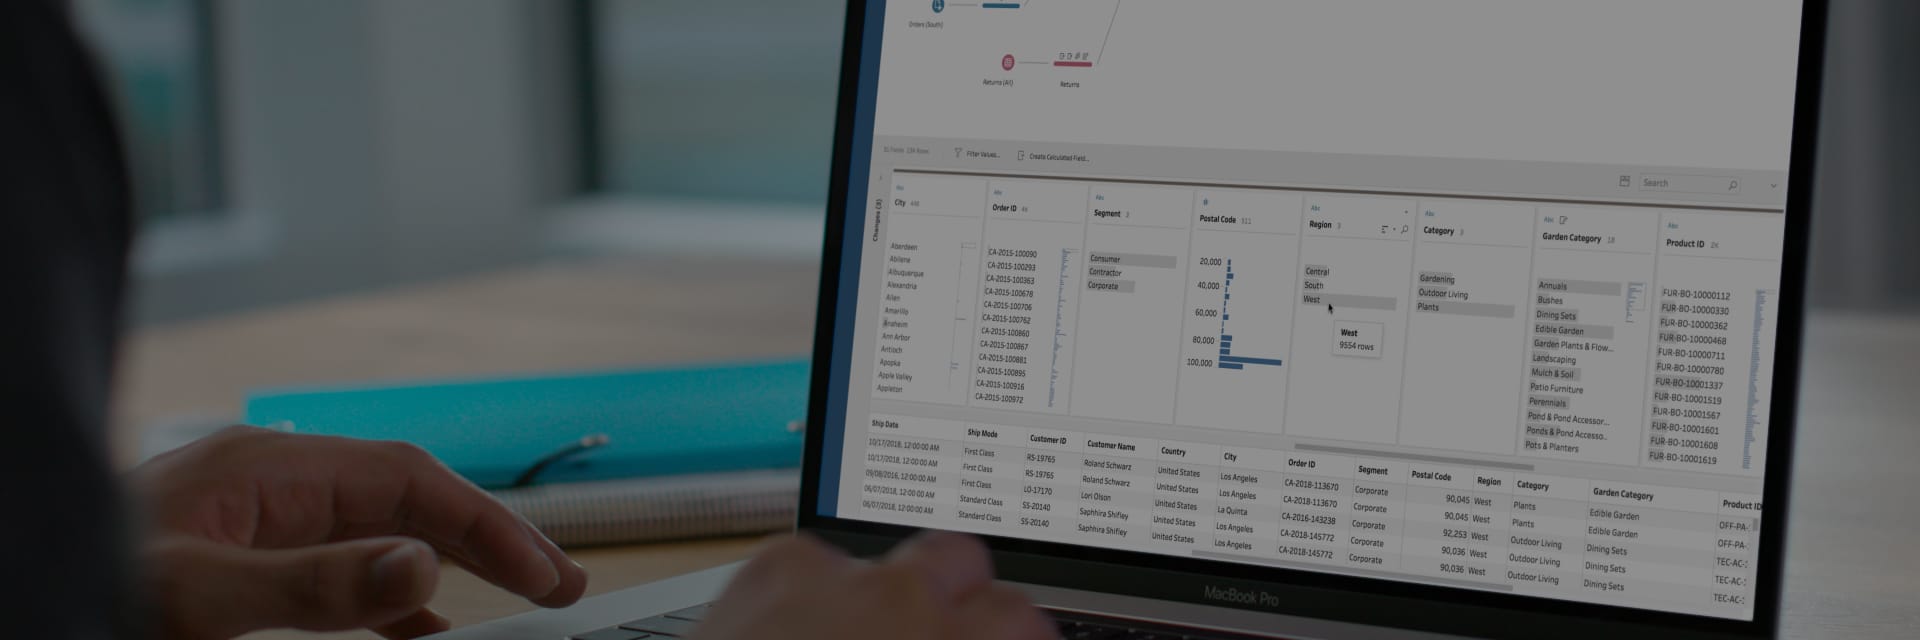 Orders (South)
Returns (All)
Returns
Filter Values...
Create Calculated Field...
Search
Changes (3)
Abc
City
Aberdeen
Abilene
Albuquerque
Alexandria
Allen
Amarillo
Anaheim
Ann Arbor
Antioch
Apopka
Apple Valley
Appleton
Abc
Order ID
CA-2015-100090
CA-2015-100293
CA-2015-100363
CA-2015-100678
CA-2015-100706
CA-2015-100762
CA-2015-100860
CA-2015-100867
CA-2015-100881
CA-2015-100895
CA-2015-100916
CA-2015-100972
Abc
Segment 3
Consumer
Contractor
Corporate
Postal Code 511
20,000
40,000
60,000
80,000
100,000
Abc
Region 3
Central
South
West
West
9554 rows
Abc
Category 3
Gardening
Outdoor Living
Plants
Abc
Garden Category 18
Annuals
Bushes
Dining Sets
Edible Garden
Garden Plants & Flow...
Landscaping
Mulch & Soil
Patio Furniture
Perennials
Pond & Pond Accessor...
Ponds & Pond Accesso..
Pots & Planters
Abc
Product ID 2K
FUR-BO-10000112
FUR-BO-10000330
FUR-BO-10000362
FUR-BO-10000468
FUR-BO-10000711
FUR-BO-10000780
FUR-BO-10001337
FUR-BO-10001519
FUR-BO-10001567
FUR-BO-10001601
FUR-BO-10001608
FUR-BO-10001619
Ship Date Ship Mode Customer ID Customer Name Country City Order ID Segment Postal Code Region Category Garden Category Product ID
10/17/2018, 12:00:00 AM First Class RS-19765 Roland Schwarz United States Los Angeles CA-2018-113670 Corporate 90,045 West Plants Edible Garden OFF-PA-
10/17/2018, 12:00:00 AM First Class RS-19765 Roland Schwarz United States Los Angeles CA-2018-113670 Corporate 90,045 West Plants Edible Garden OFF-PA-
09/08/2016, 12:00:00 AM First Class LO-17170 Lori Olson United States La Quinta CA-2016-143238 Corporate 92,253 West Outdoor Living Dining Sets TEC-AC-
06/07/2018, 12:00:00 AM Standard Class SS-20140 Saphhira Shifley United States Los Angeles CA-2018-145772 Corporate 90,036 West Outdoor Living Dining Sets TEC-AC-
06/07/2018, 12:00:00 AM Standard Class SS-20140 Saphhira Shifley United States Los Angeles CA-2018-145772 Corporate 90,036 West Outdoor Living Dining Sets TEC-AC-
MacBook Pro